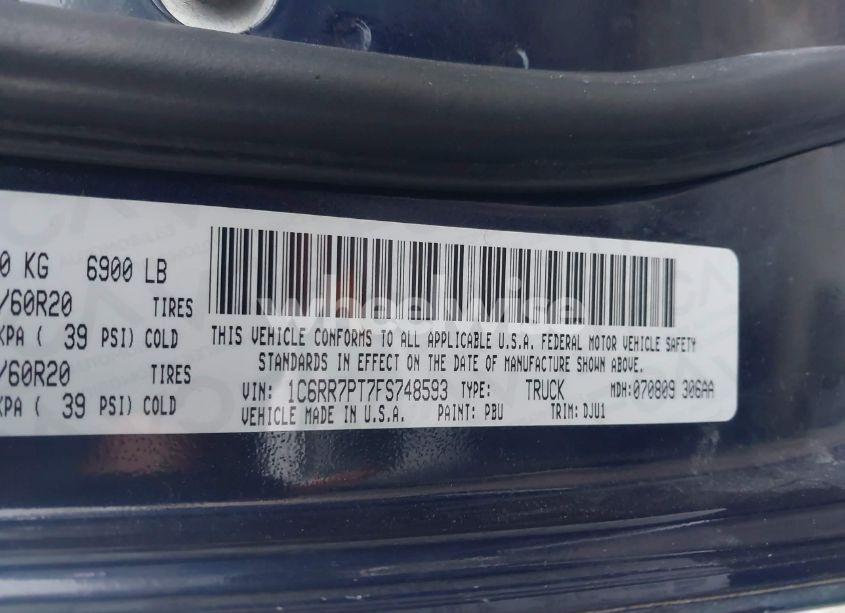 0 KG 6900 LB
/60R20 TIRES
KPA ( 39 PSI) COLD
/60R20 TIRES
KPA ( 39 PSI) COLD
THIS VEHICLE CONFORMS TO ALL APPLICABLE U.S.A. FEDERAL MOTOR VEHICLE SAFETY
STANDARDS IN EFFECT ON THE DATE OF MANUFACTURE SHOWN ABOVE.
VIN: 1C6RR7PT7FS748593 TYPE: TRUCK MDH:070809 306AA
VEHICLE MADE IN U.S.A. PAINT: PBU TRIM: DJU1
wheelwise